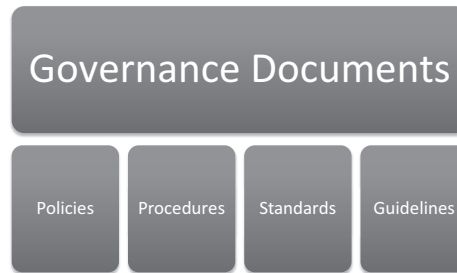 Governance Documents
Policies
Procedures
Standards
Guidelines